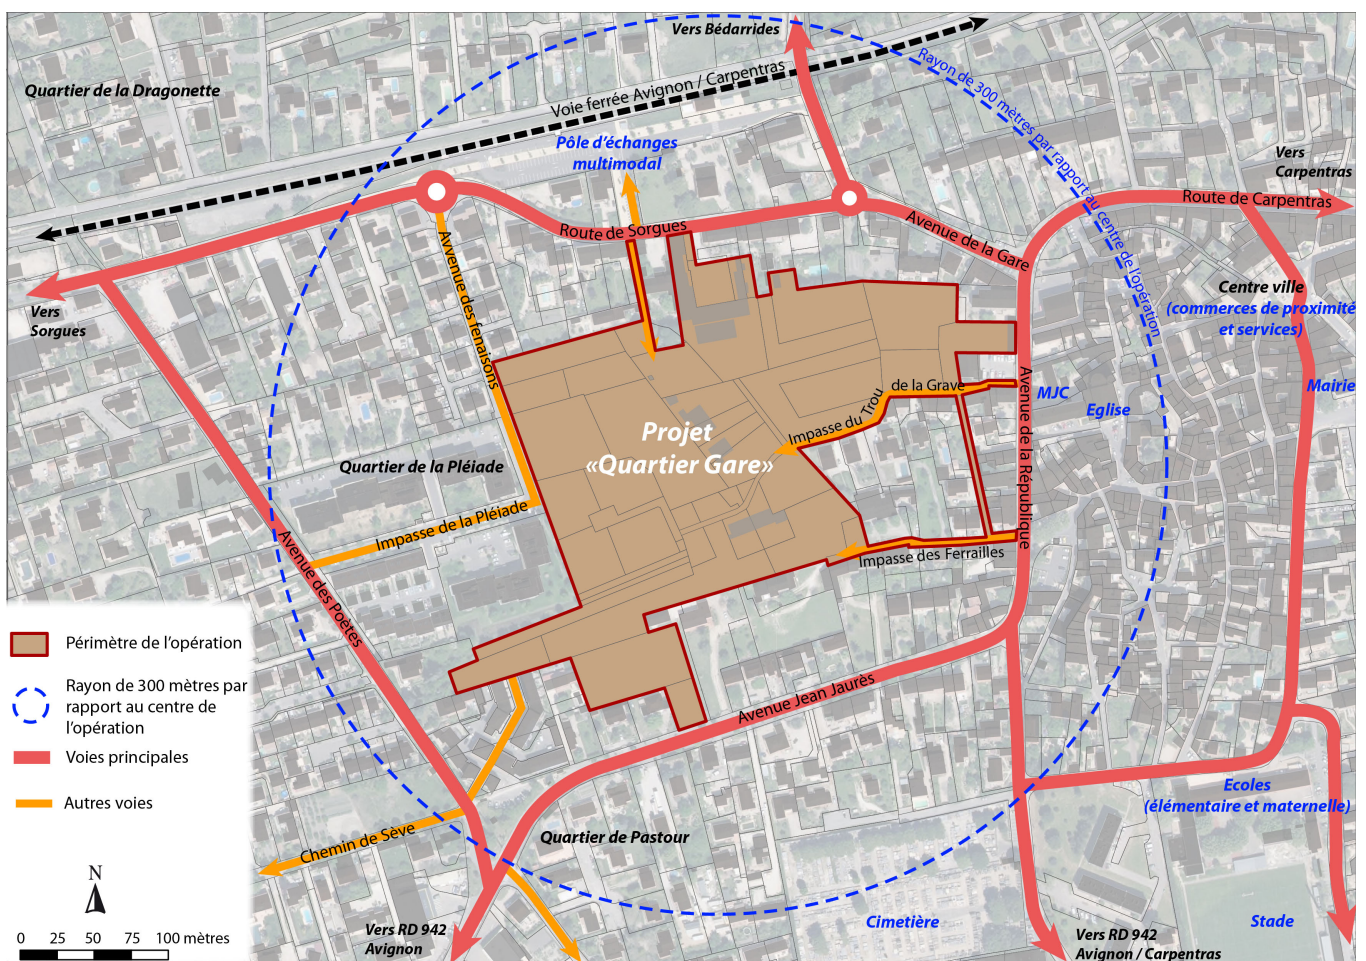 Vers Bédarrides
Quartier de la Dragonette
Voie ferrée Avignon / Carpentras
Rayon de 300 mètres par rapport au centre de l'opération
Pôle d'échanges
multimodal
Vers
Carpentras
Route de Carpentras
Route de Sorgues
Avenue de la Gare
Avvenue des fenaisons
Vers
Sorgues
Centre ville
(commerces de proximité
et services)
Mairie
MJC
Eglise
Avenue de la République
de la Grave
Impasse du Trou
Projet
«Quartier Gare»
Quartier de la Pléiade
Impasse de la Pléiade
Impasse des Ferrailles
Avenue des Poètes
Avenue Jean Jaurès
Périmètre de l'opération
Rayon de 300 mètres par
rapport au centre de
l'opération
Voies principales
Autres voies
Ecoles
(élémentaire et maternelle)
Quartier de Pastour
Chemin de Sève
Cimetière
Stade
Vers RD 942
Avignon
Vers RD 942
Avignon / Carpentras
N
0 25 50 75 100 mètres